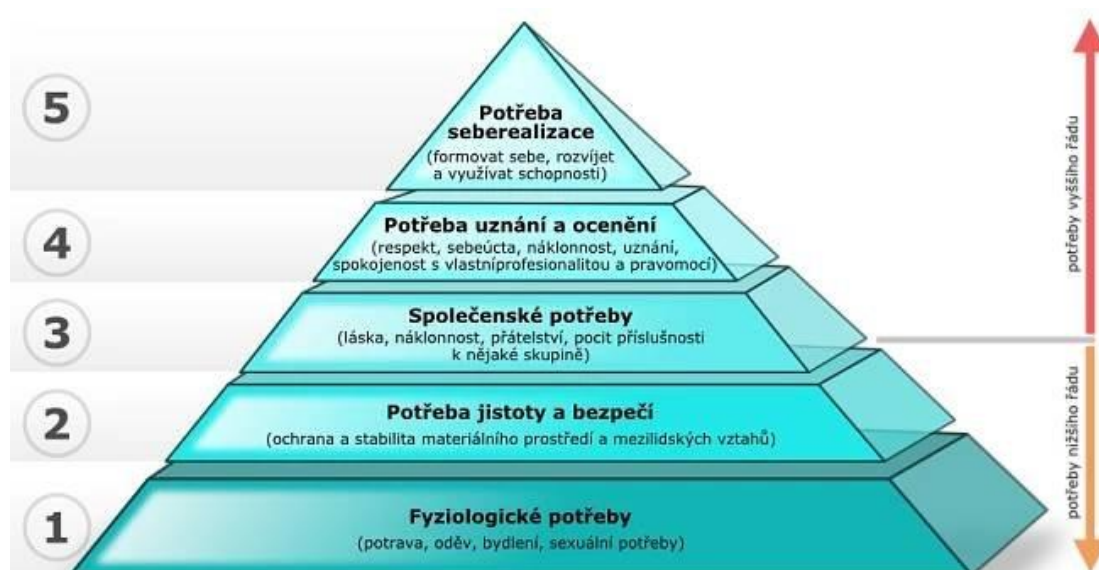 5
Potřeba
seberealizace
(formovat sebe, rozvíjet
a využívat schopnosti)
4
Potřeba uznání a ocenění
(respekt, sebeúcta, náklonnost, uznání,
spokojenost s vlastníprofesionalitou a pravomocí)
3
Společenské potřeby
(láska, náklonnost, přátelství, pocit příslušnosti
k nějaké skupině)
2
Potřeba jistoty a bezpečí
(ochrana a stabilita materiálního prostředí a mezilidských vztahů)
1
Fyziologické potřeby
(potrava, oděv, bydlení, sexuální potřeby)
potřeby vyššího řádu
potřeby nižšího řádu